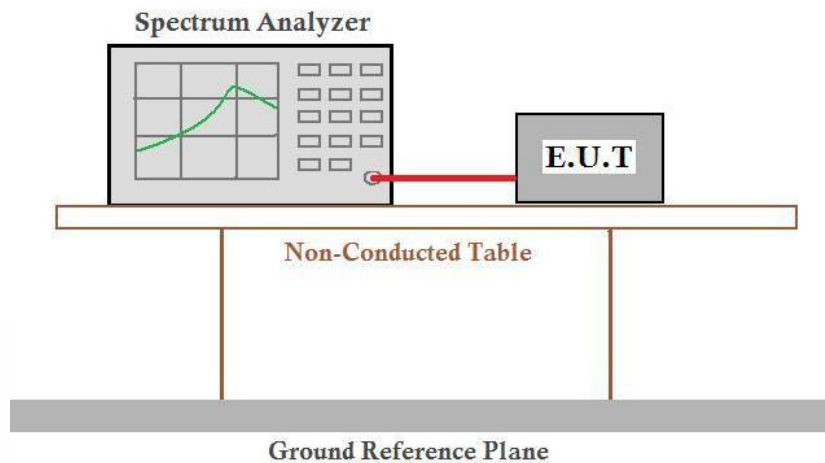 Spectrum Analyzer
E.U.T
Non-Conducted Table
Ground Reference Plane